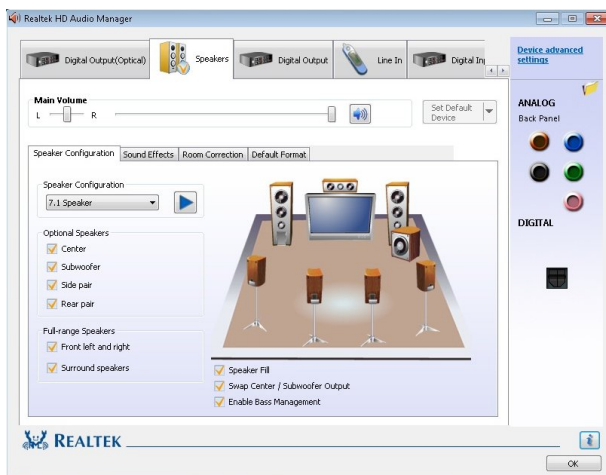 Realtek HD Audio Manager
Digital Output(Optical)
Speakers
Digital Output
Line In
Digital Inp
Device advanced
settings
Main Volume
L
R
Set Default
Device
ANALOG
Back Panel
Speaker Configuration
Sound Effects
Room Correction
Default Format
Speaker Configuration
7.1 Speaker
Optional Speakers
Center
Subwoofer
Side pair
Rear pair
DIGITAL
Full-range Speakers
Front left and right
Surround speakers
Speaker Fill
Swap Center / Subwoofer Output
Enable Bass Management
REALTEK
i
OK